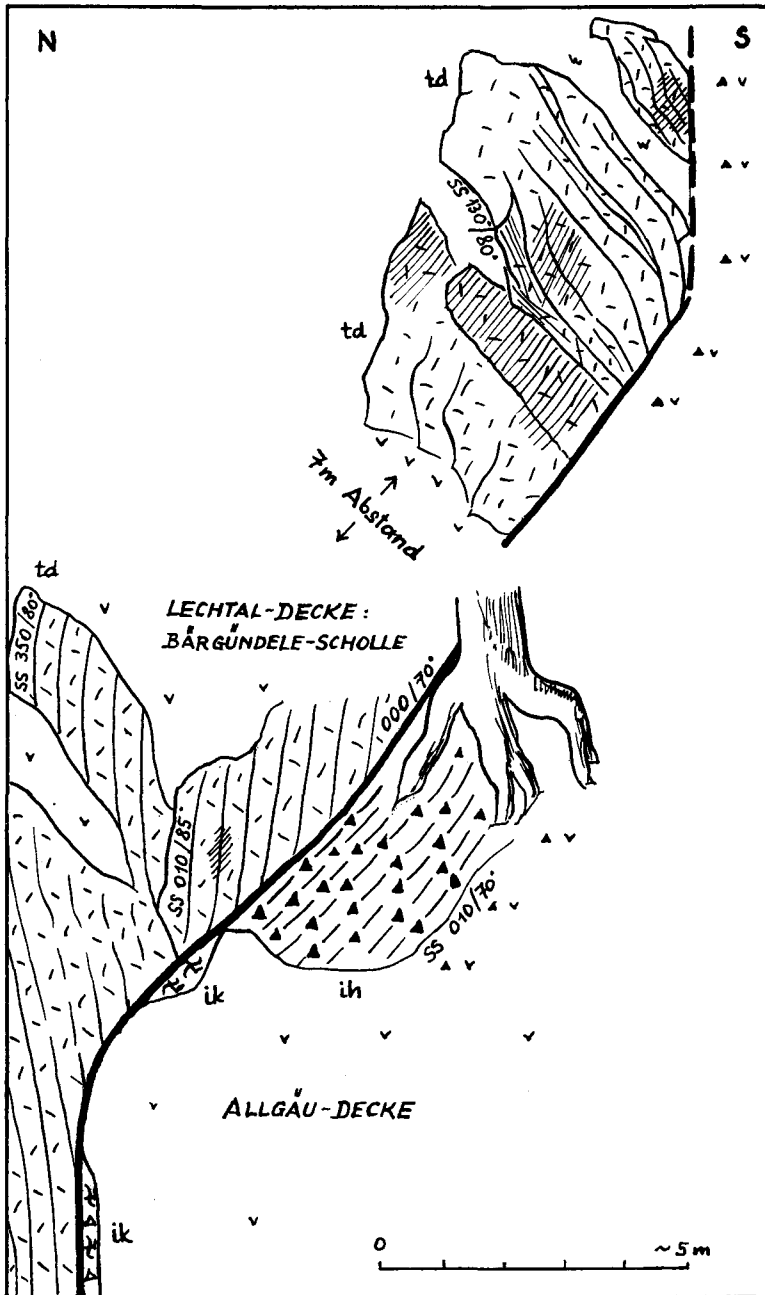 N
S
td
w
w
SS 130°/80°
td
7m Abstand
td
SS 350/80°
LECHTAL-DECKE:
BÄRGÜNDELE-SCHOLLE
000/70°
SS 010/85°
SS 010/70°
ik
ih
ALLGÄU-DECKE
ik
0
~5m